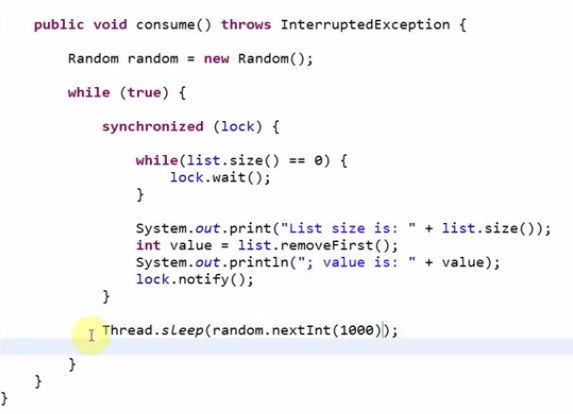 public void consume() throws InterruptedException {
Random random = new Random();
while (true) {
synchronized (lock) {
while(list.size() == 0) {
lock.wait();
}
System.out.print("List size is: " + list.size());
int value = list.removeFirst();
System.out.println("; value is: " + value);
lock.notify();
}
Thread.sleep(random.nextInt(1000));
}
}
}